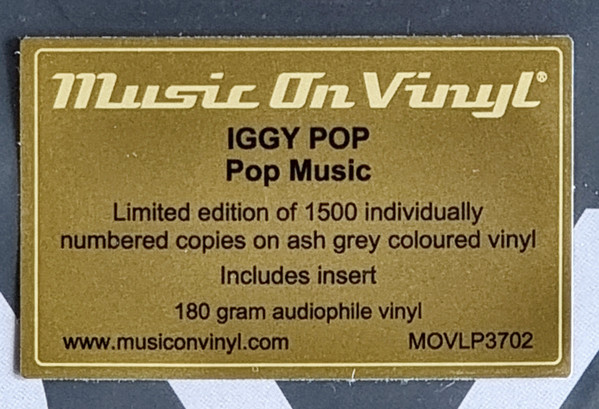 Music On Vinyl®
IGGY POP
Pop Music
Limited edition of 1500 individually
numbered copies on ash grey coloured vinyl
Includes insert
180 gram audiophile vinyl
www.musiconvinyl.com MOVLP3702